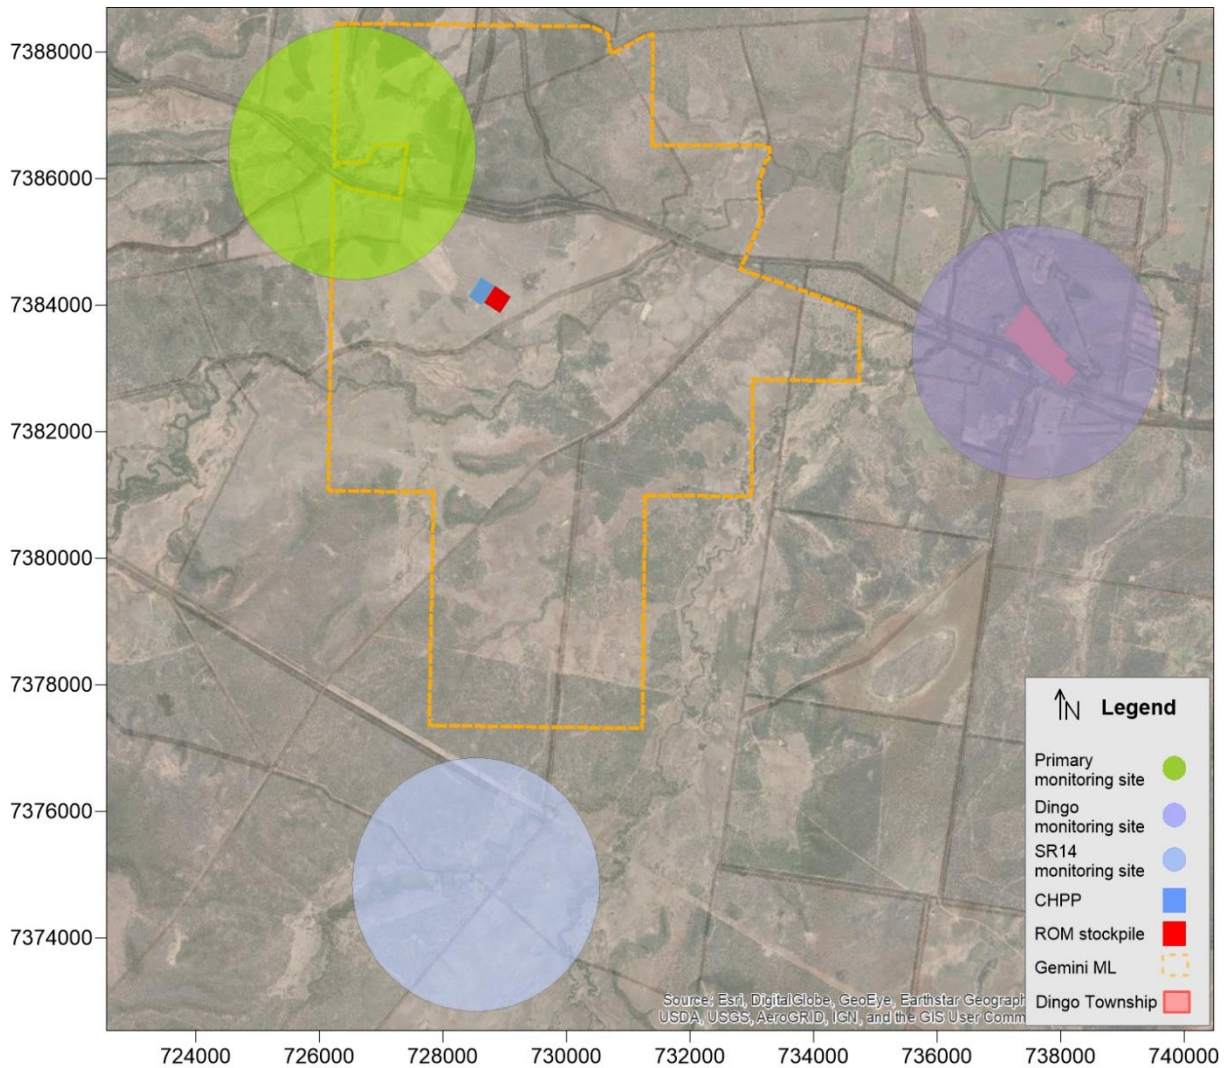 7388000
7386000
7384000
7382000
7380000
7378000
7376000
7374000
N Legend
Primary
monitoring site
Dingo
monitoring site
SR14
monitoring site
CHPP
ROM stockpile
Gemini ML
Dingo Township
Source: Esri, DigitalGlobe, GeoEye, Earthstar Geograph
USDA, USGS, AeroGRID, IGN, and the GIS User Comm
724000 726000 728000 730000 732000 734000 736000 738000 740000